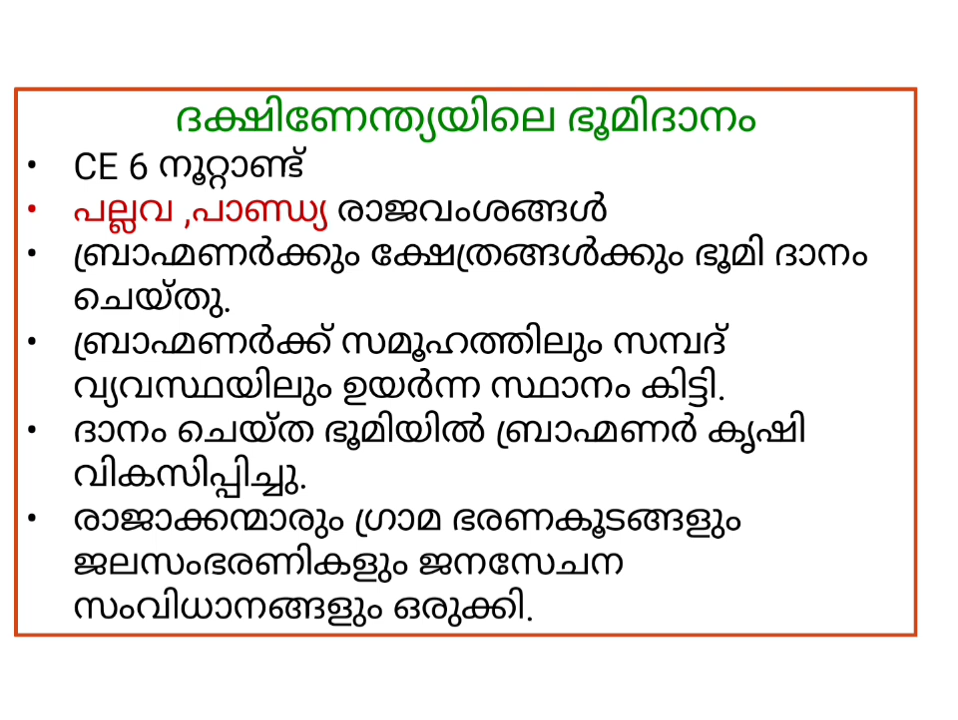 ദക്ഷിണേന്ത്യയിലെ ഭൂമിദാനം
• CE 6 നൂറ്റാണ്ട്
• പല്ലവ ,പാണ്ഡ്യ രാജവംശങ്ങൾ
• ബ്രാഹ്മണർക്കും ക്ഷേത്രങ്ങൾക്കും ഭൂമി ദാനം
ചെയ്തു.
• ബ്രാഹ്മണർക്ക് സമൂഹത്തിലും സമ്പദ്
വ്യവസ്ഥയിലും ഉയർന്ന സ്ഥാനം കിട്ടി.
• ദാനം ചെയ്ത ഭൂമിയിൽ ബ്രാഹ്മണർ കൃഷി
വികസിപ്പിച്ചു.
• രാജാക്കന്മാരും ഗ്രാമ ഭരണകൂടങ്ങളും
ജലസംഭരണികളും ജനസേചന
സംവിധാനങ്ങളും ഒരുക്കി.